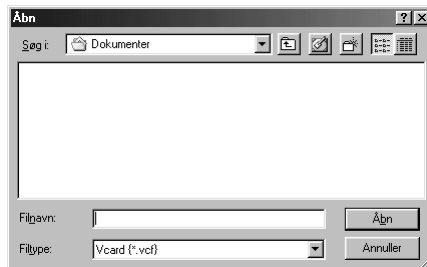 Åbn
Søg i: Dokumenter
Filnavn:
Åbn
Filtype: Vcard {*.vcf}
Annuller